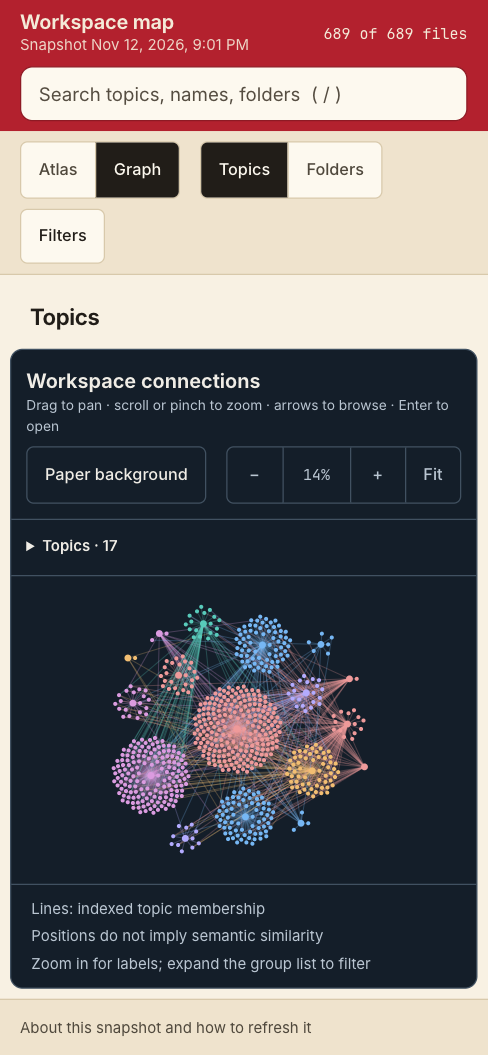 Workspace map
Snapshot Nov 12, 2026, 9:01 PM
689 of 689 files
Search topics, names, folders ( / )
Atlas
Graph
Topics
Folders
Filters
Topics
Workspace connections
Drag to pan · scroll or pinch to zoom · arrows to browse · Enter to
open
Paper background
−
14%
+
Fit
Topics · 17
Lines: indexed topic membership
Positions do not imply semantic similarity
Zoom in for labels; expand the group list to filter
About this snapshot and how to refresh it